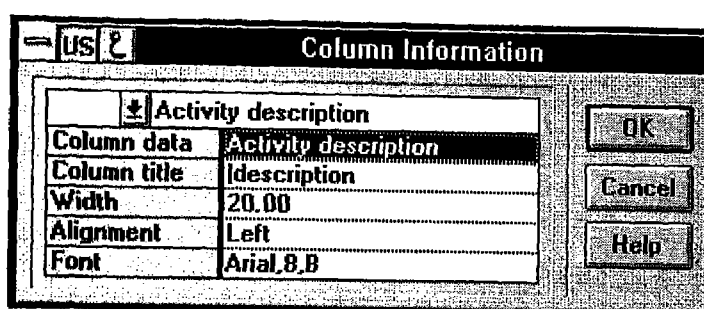 US Column Information
Activity description
Column data Activity description
Column title |description
Width 20.00
Alignment Left
Font Arial,8,B
OK
Cancel
Help